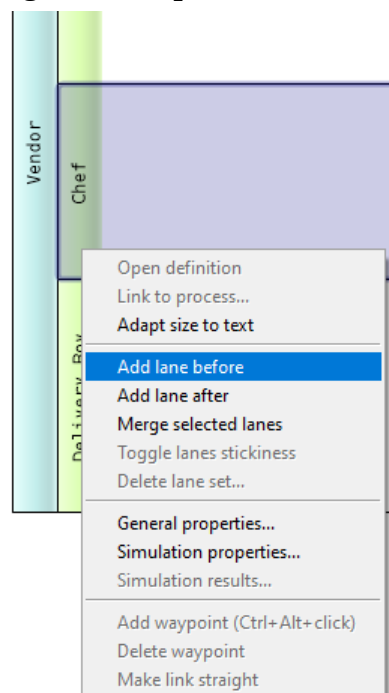 Vendor
Chef
Delivery Box
Open definition
Link to process...
Adapt size to text
Add lane before
Add lane after
Merge selected lanes
Toggle lanes stickiness
Delete lane set...
General properties...
Simulation properties...
Simulation results...
Add waypoint (Ctrl+Alt+click)
Delete waypoint
Make link straight